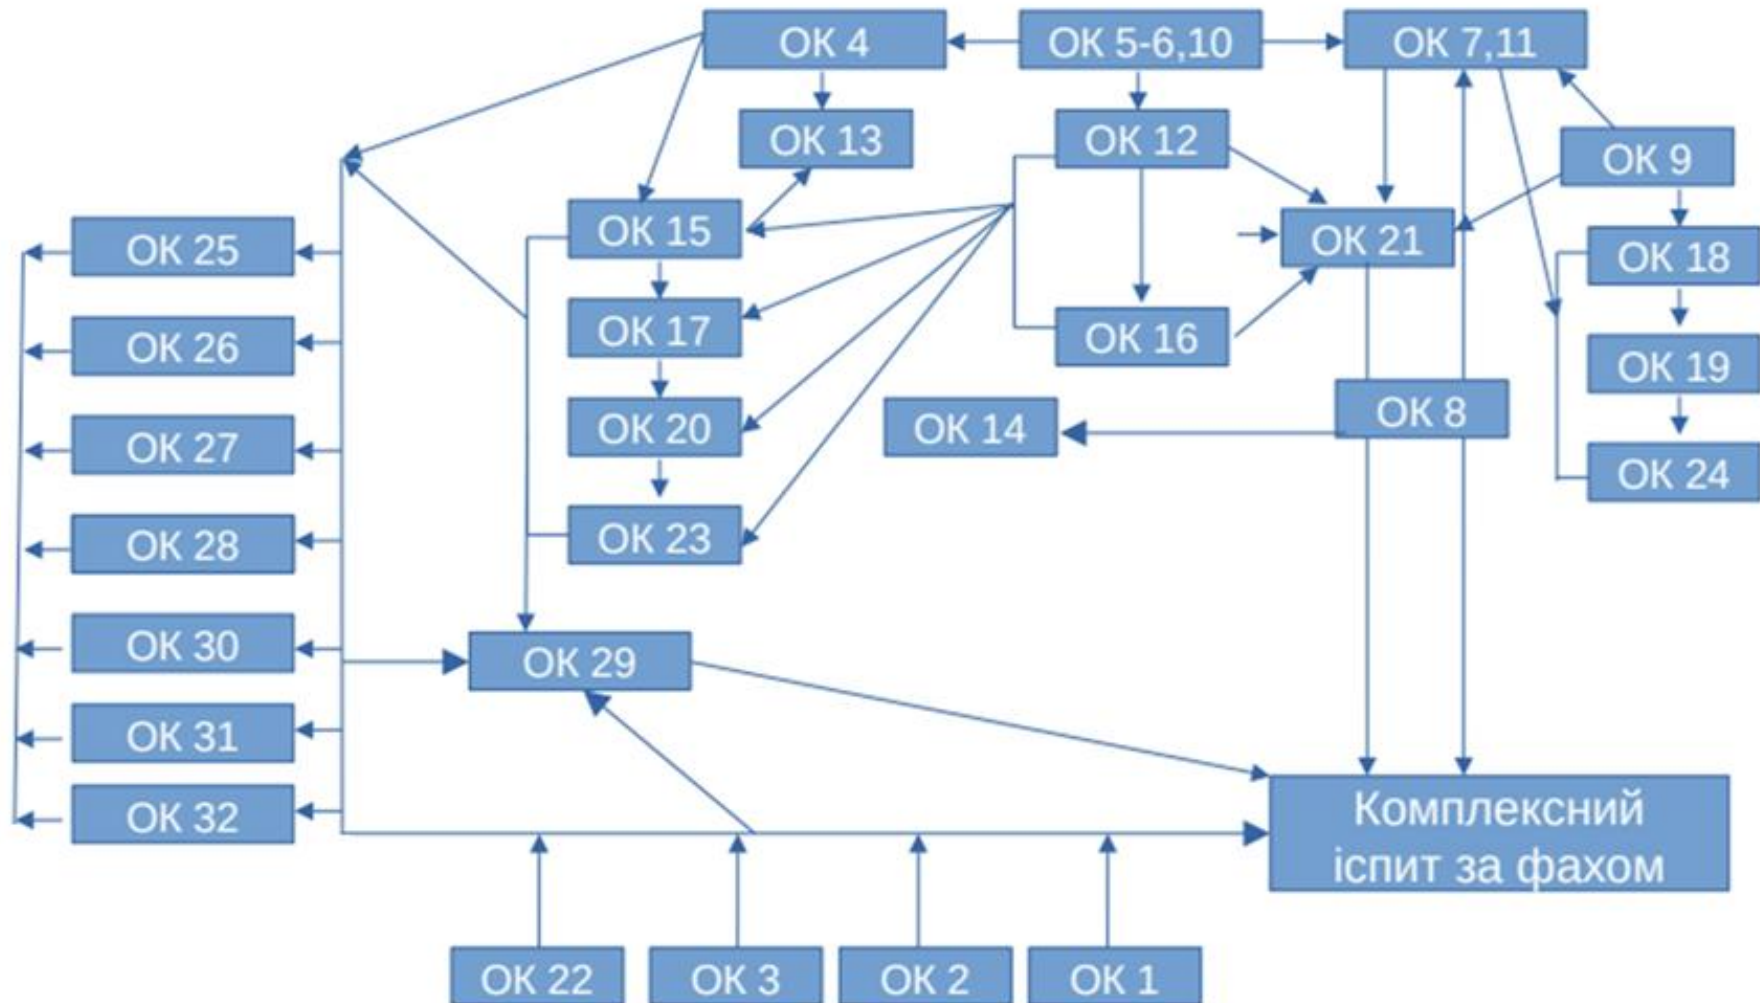 ОК 4
ОК 5-6,10
ОК 7,11
ОК 13
ОК 12
ОК 9
ОК 15
ОК 21
ОК 25
ОК 18
ОК 17
ОК 16
ОК 26
ОК 19
ОК 20
ОК 14
ОК 8
ОК 27
ОК 24
ОК 23
ОК 28
ОК 30
ОК 29
ОК 31
ОК 32
Комплексний
іспит за фахом
ОК 22
ОК 3
ОК 2
ОК 1